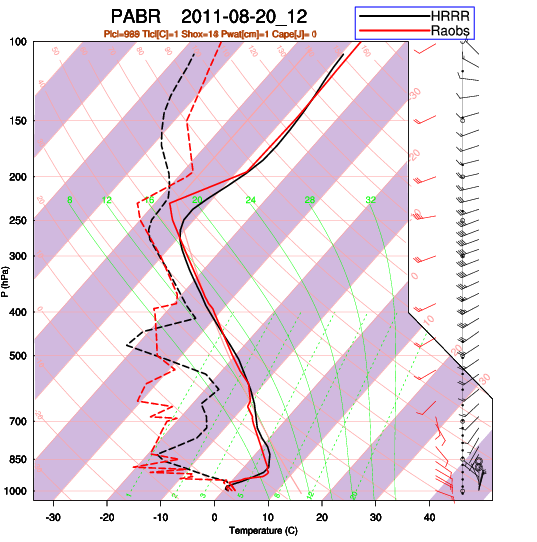 PABR 2011-08-20_12
HRRR
Raobs
Plcl=989 Tlcl[C]=1 Shox=14 Pwat[cm]=1 Cape[J]= 0
100
150
200
250
300
400
500
700
850
1000
P (hPa)
8 12 16 20 24 28 32
-30 -20 -10 0 10 20 30 40
Temperature (C)